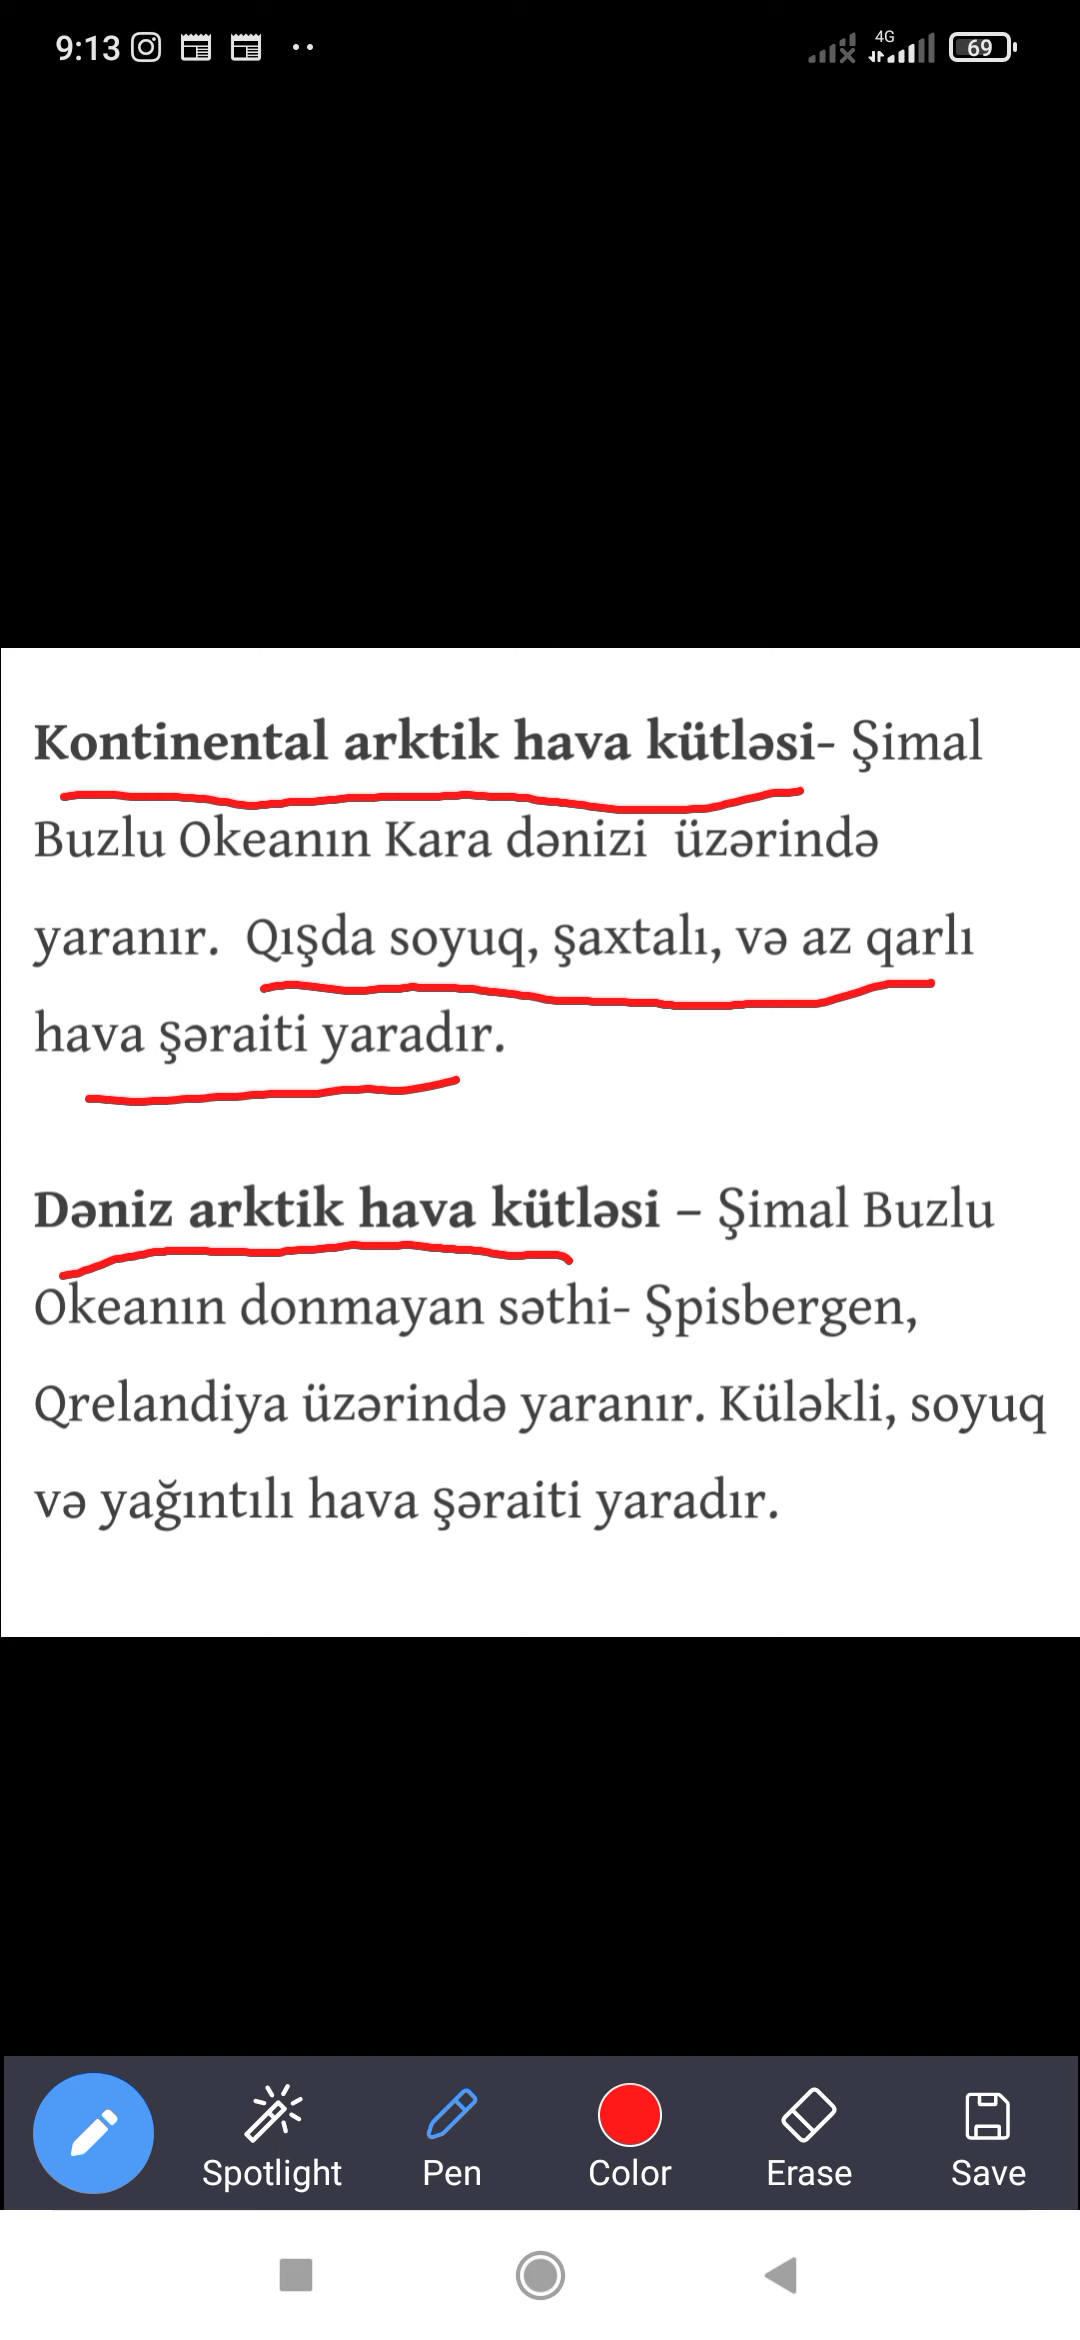 9:13
4G
69
Kontinental arktik hava kütləsi- Şimal
Buzlu Okeanın Kara dənizi üzərində
yaranır. Qışda soyuq, şaxtalı, və az qarlı
hava şəraiti yaradır.
Dəniz arktik hava kütləsi – Şimal Buzlu
Okeanın donmayan səthi- Şpisbergen,
Qrelandiya üzərində yaranır. Küləkli, soyuq
və yağıntılı hava şəraiti yaradır.
Spotlight Pen Color Erase Save